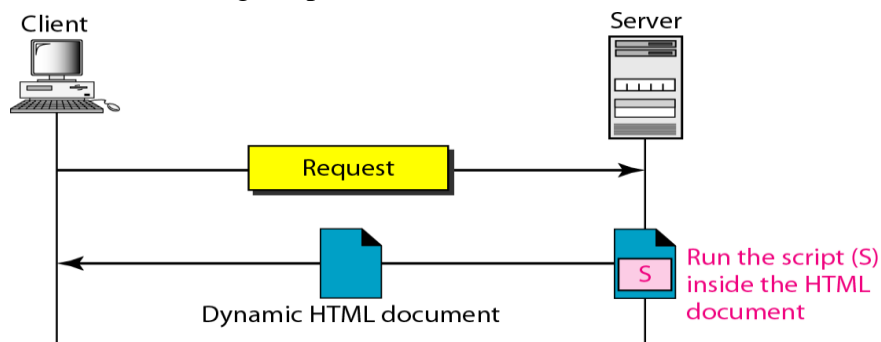 Client
Server
Request
S
Run the script (S)
inside the HTML
document
Dynamic HTML document